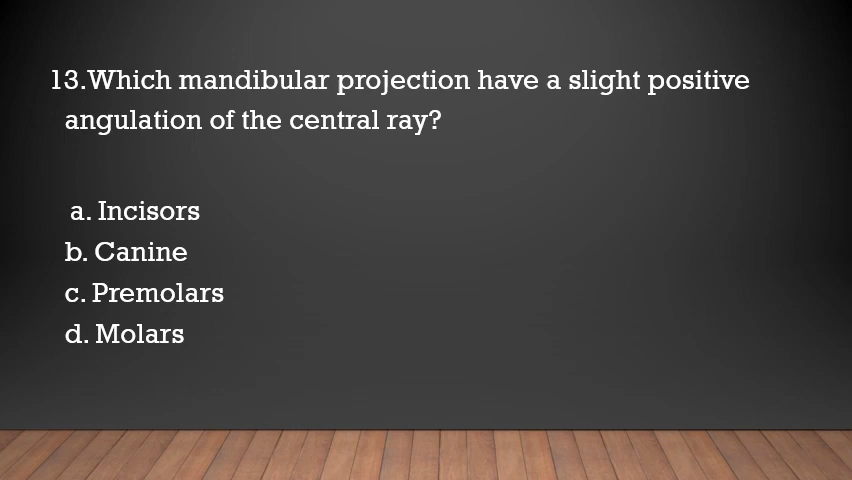 13.Which mandibular projection have a slight positive
angulation of the central ray?
a. Incisors
b. Canine
c. Premolars
d. Molars